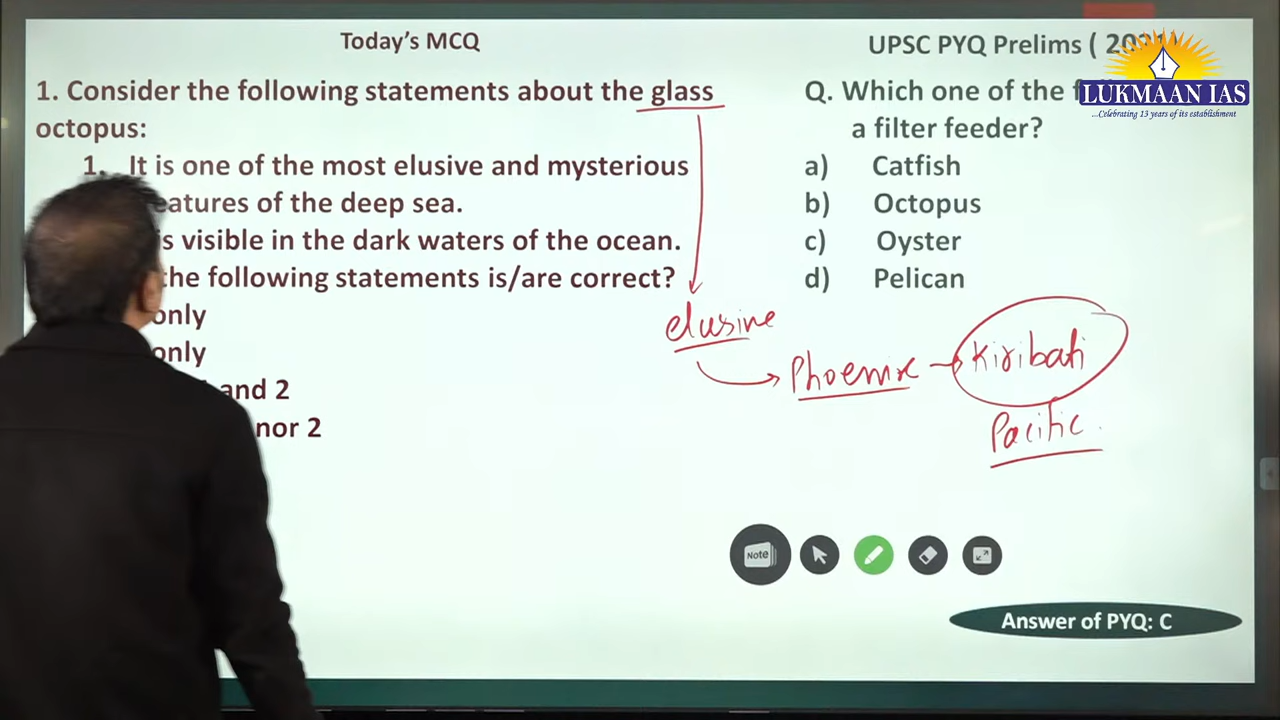 Today's MCQ
1. Consider the following statements about the glass
octopus:
1. It is one of the most elusive and mysterious
eatures of the deep sea.
is visible in the dark waters of the ocean.
the following statements is/are correct?
only
only
and 2
nor 2
UPSC PYQ Prelims (
Q. Which one of the
a filter feeder?
a) Catfish
b) Octopus
c) Oyster
d) Pelican
LUKMAAN IAS
...Celebrating 13 years of its establishment
elusine
Phoenix
Kiribati
Pacific.
Note
Answer of PYQ: C